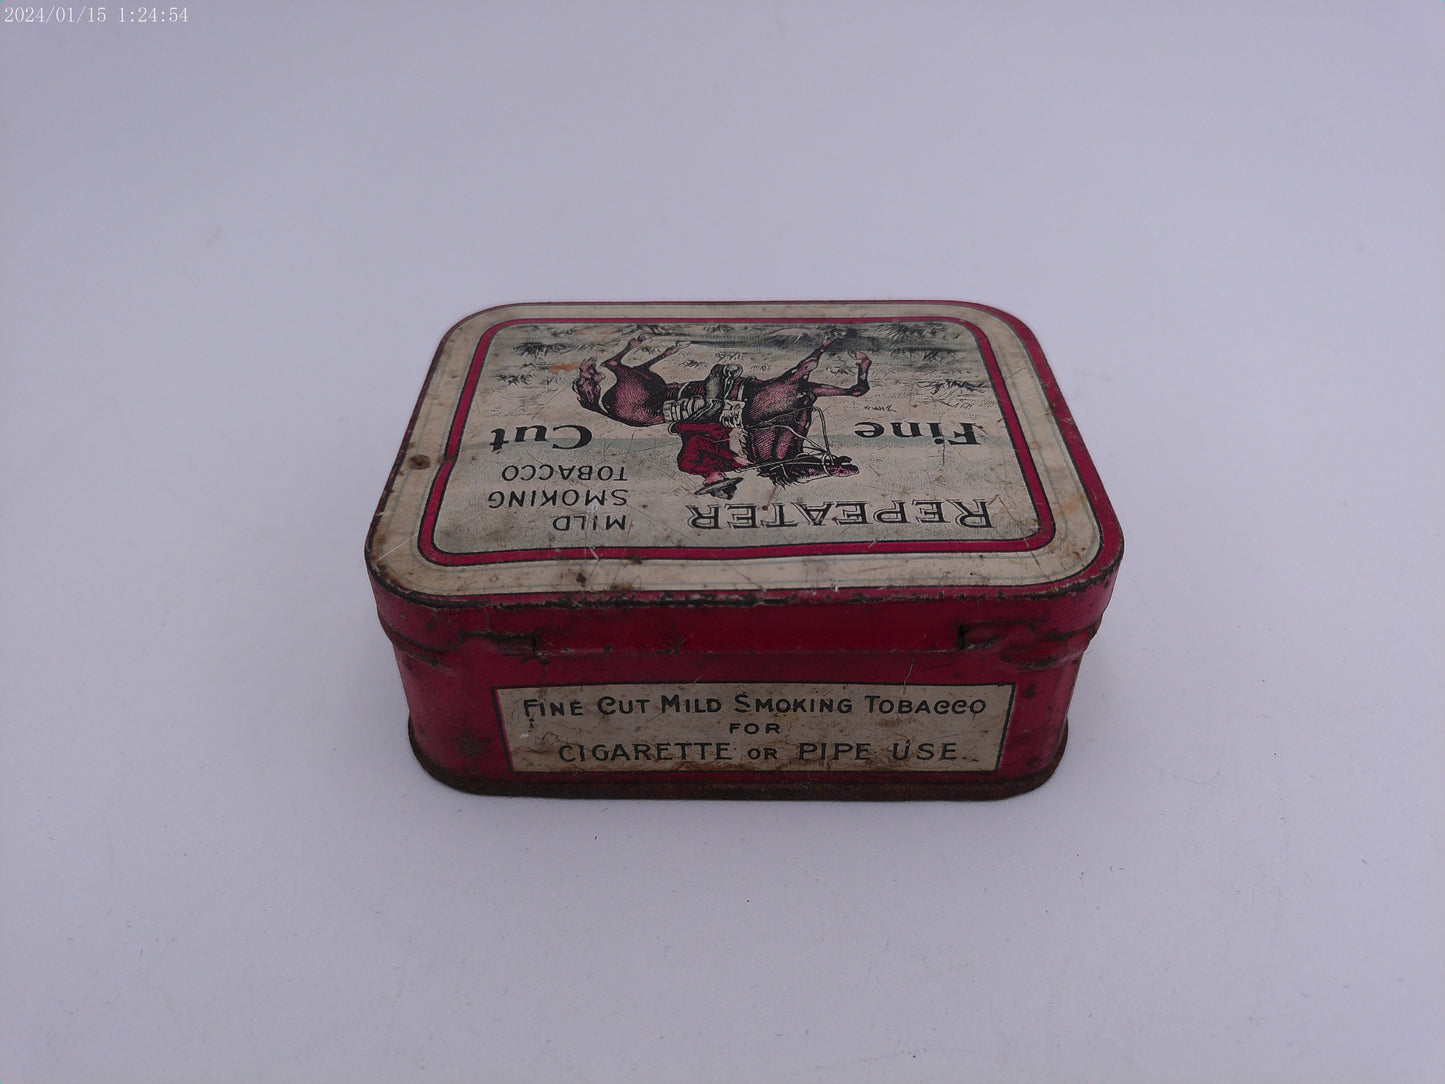 2024/01/15 1:24:54
REPEATER
MILD
SMOKING
TOBACCO
Fine Cut
FINE CUT MILD SMOKING TOBACCO
FOR
CIGARETTE OR PIPE USE